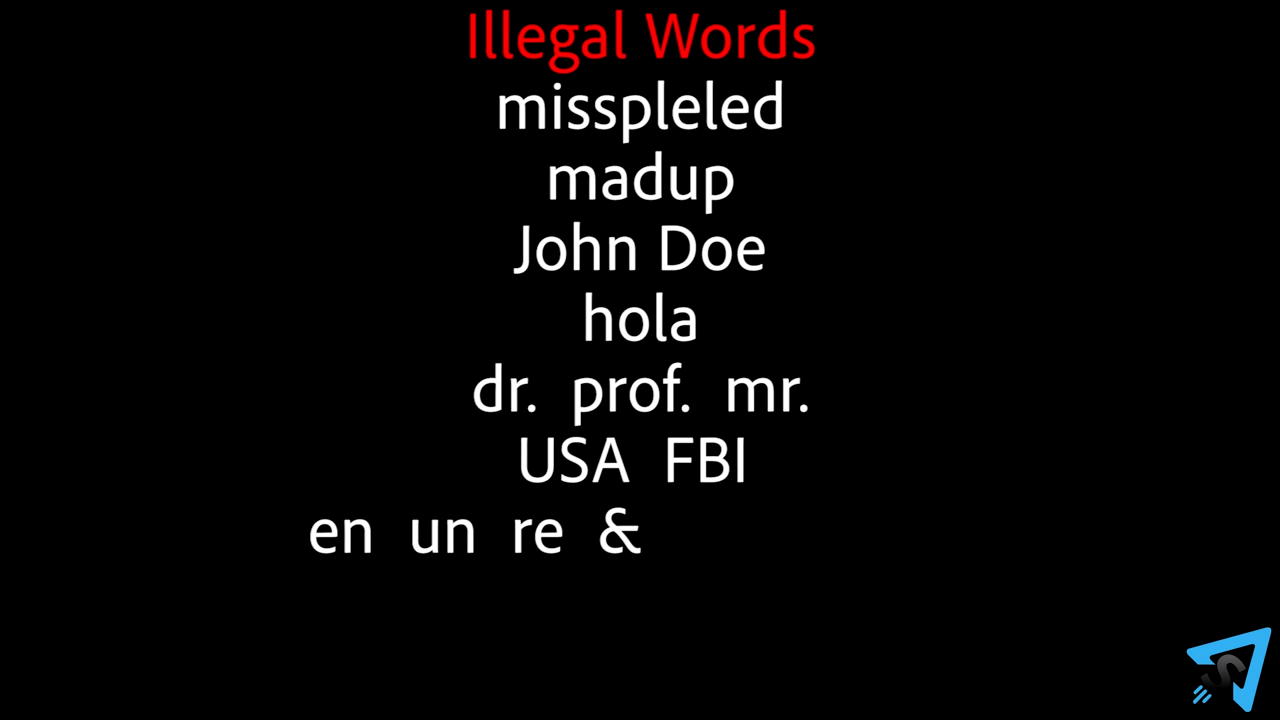 Illegal Words
misspleled
madup
John Doe
hola
dr. prof. mr.
USA FBI
en un re &
S